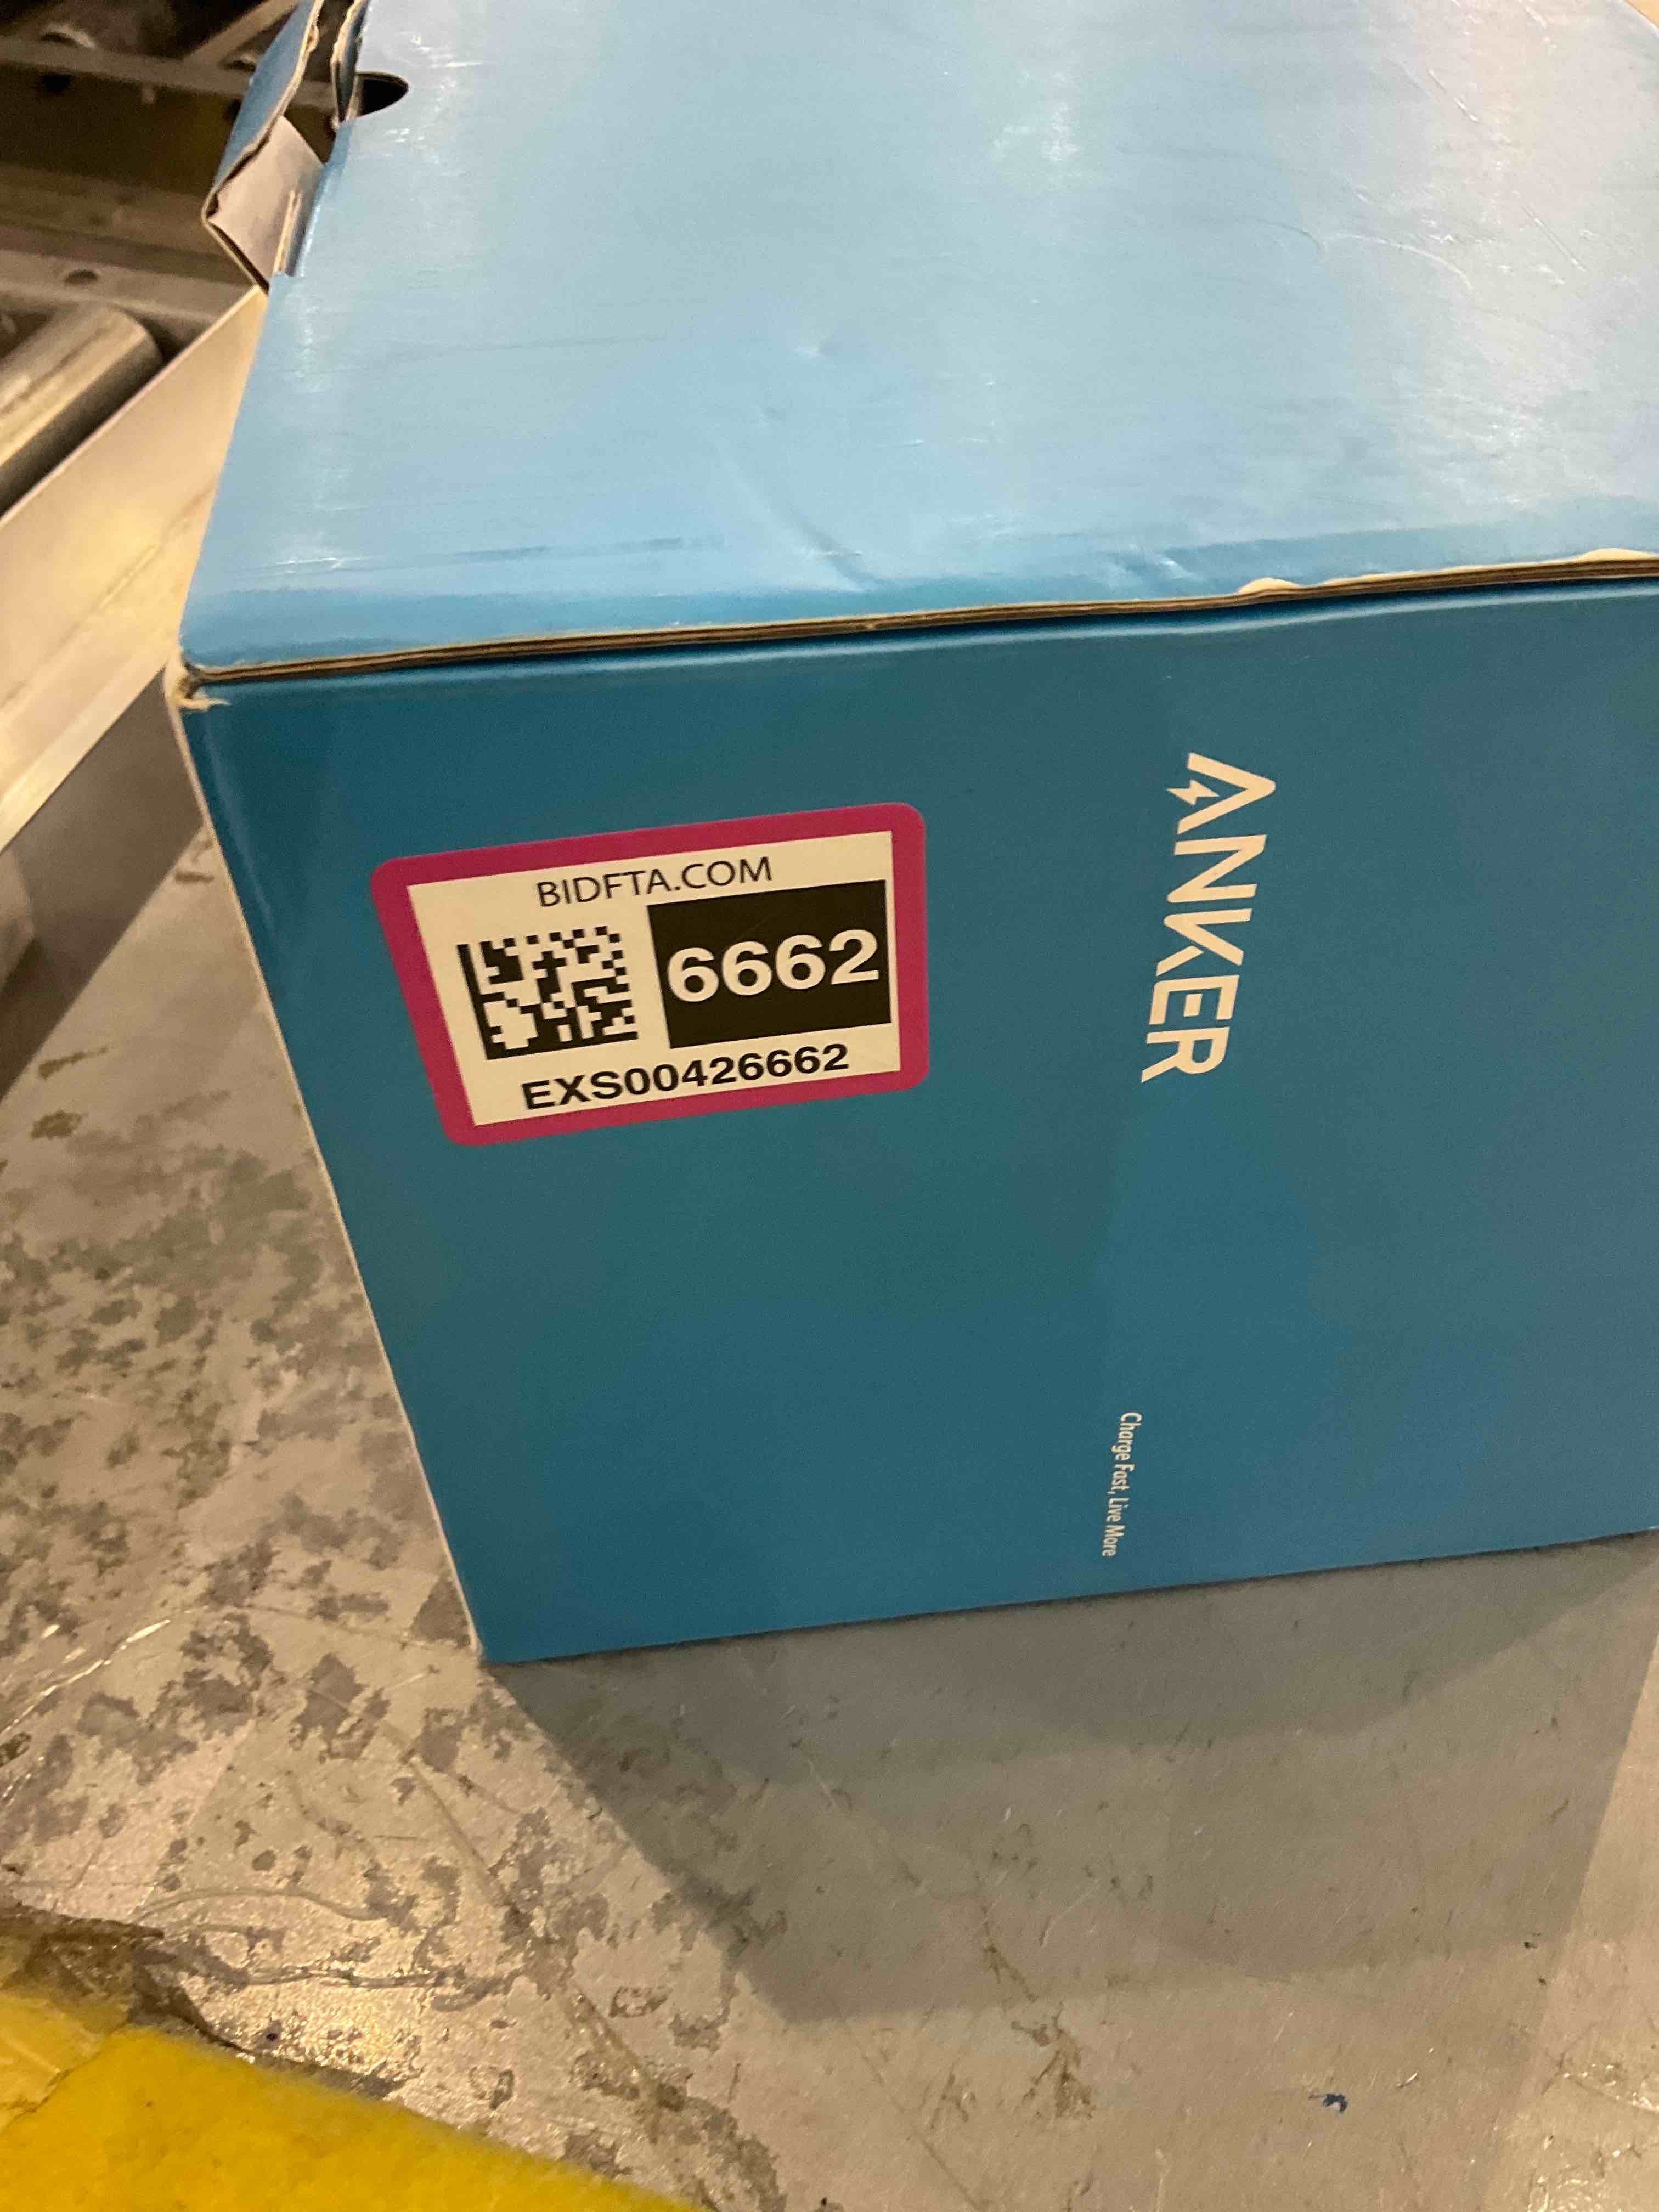 BIDFTA.COM
6662
EXS00426662
ANKER
Charge Fast, Live More